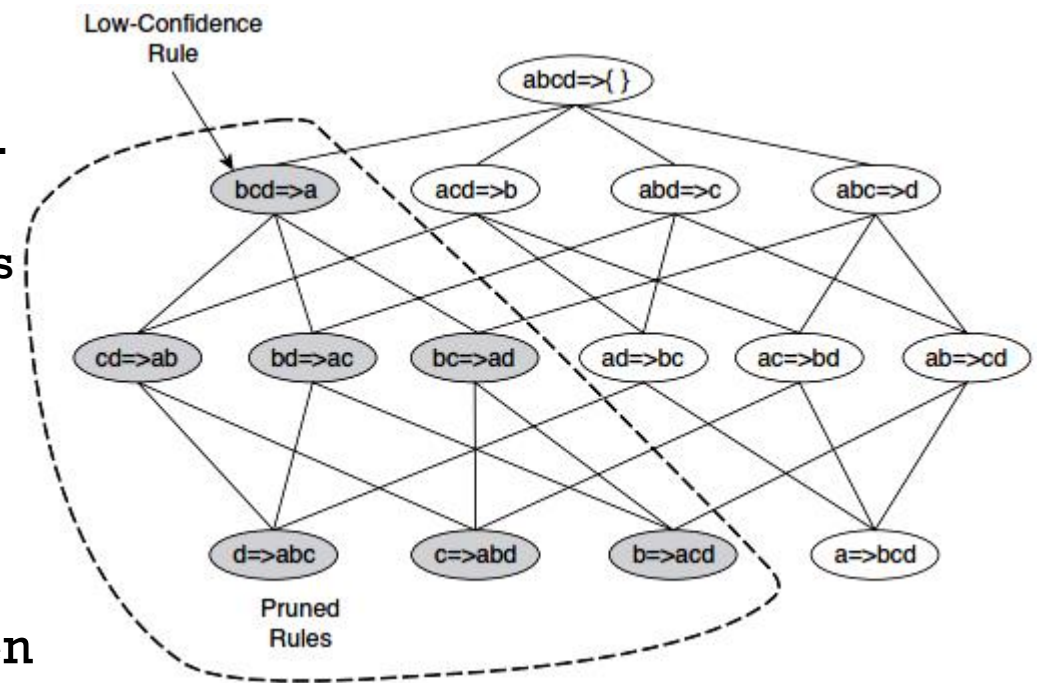 Low-Confidence
Rule
abcd=>{ }
.
bcd=>a
acd=>b
abd=>c
abc=>d
s
cd=>ab
bd=>ac
bc=>ad
ad=>bc
ac=>bd
ab=>cd
d=>abc
c=>abd
b=>acd
a=>bcd
Pruned
Rules
n